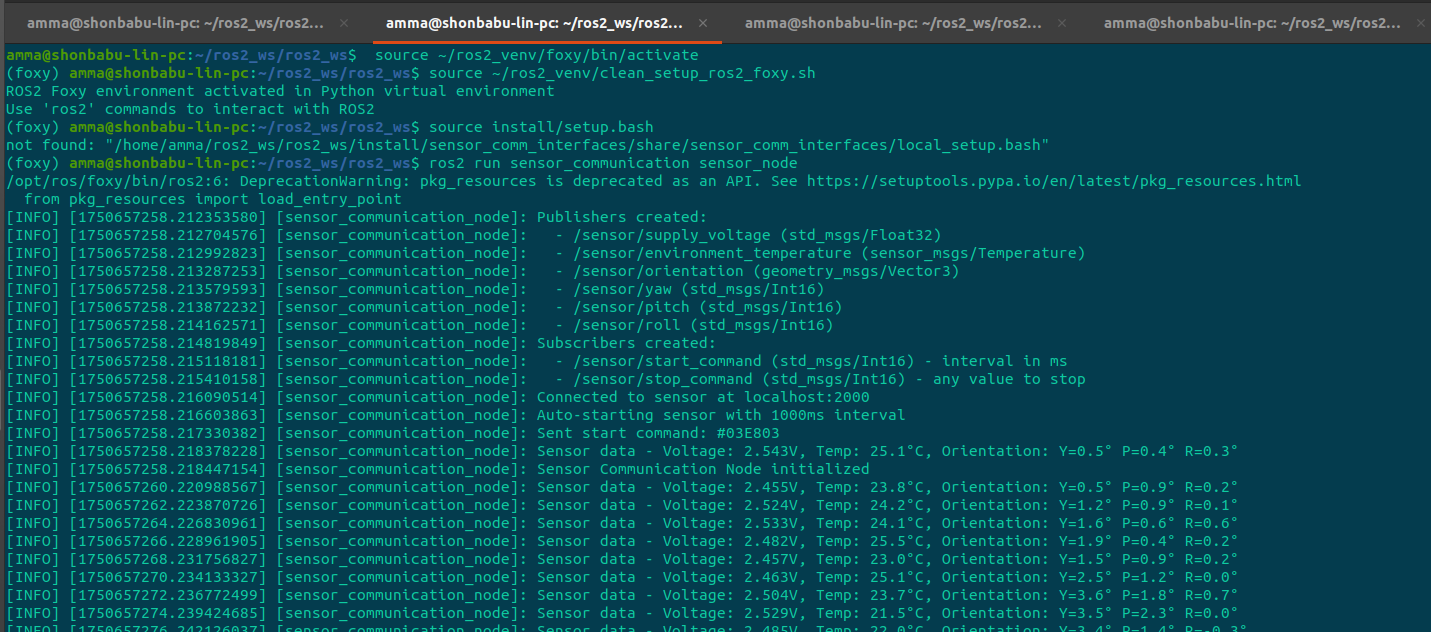 amma@shonbabu-lin-pc: ~/ros2_ws/ros2... × amma@shonbabu-lin-pc: ~/ros2_ws/ros2... × amma@shonbabu-lin-pc: ~/ros2_ws/ros2... × amma@shonbabu-lin-pc: ~/ros2_ws/ros2... ×
amma@shonbabu-lin-pc:~/ros2_ws/ros2_ws$  source ~/ros2_venv/foxy/bin/activate
(foxy) amma@shonbabu-lin-pc:~/ros2_ws/ros2_ws$ source ~/ros2_venv/clean_setup_ros2_foxy.sh
ROS2 Foxy environment activated in Python virtual environment
Use 'ros2' commands to interact with ROS2
(foxy) amma@shonbabu-lin-pc:~/ros2_ws/ros2_ws$ source install/setup.bash
not found: "/home/amma/ros2_ws/ros2_ws/install/sensor_comm_interfaces/share/sensor_comm_interfaces/local_setup.bash"
(foxy) amma@shonbabu-lin-pc:~/ros2_ws/ros2_ws$ ros2 run sensor_communication sensor_node
/opt/ros/foxy/bin/ros2:6: DeprecationWarning: pkg_resources is deprecated as an API. See https://setuptools.pypa.io/en/latest/pkg_resources.html
  from pkg_resources import load_entry_point
[INFO] [1750657258.212353580] [sensor_communication_node]: Publishers created:
[INFO] [1750657258.212704576] [sensor_communication_node]:   - /sensor/supply_voltage (std_msgs/Float32)
[INFO] [1750657258.212992823] [sensor_communication_node]:   - /sensor/environment_temperature (sensor_msgs/Temperature)
[INFO] [1750657258.213287253] [sensor_communication_node]:   - /sensor/orientation (geometry_msgs/Vector3)
[INFO] [1750657258.213579593] [sensor_communication_node]:   - /sensor/yaw (std_msgs/Int16)
[INFO] [1750657258.213872232] [sensor_communication_node]:   - /sensor/pitch (std_msgs/Int16)
[INFO] [1750657258.214162571] [sensor_communication_node]:   - /sensor/roll (std_msgs/Int16)
[INFO] [1750657258.214819849] [sensor_communication_node]: Subscribers created:
[INFO] [1750657258.215118181] [sensor_communication_node]:   - /sensor/start_command (std_msgs/Int16) - interval in ms
[INFO] [1750657258.215410158] [sensor_communication_node]:   - /sensor/stop_command (std_msgs/Int16) - any value to stop
[INFO] [1750657258.216090514] [sensor_communication_node]: Connected to sensor at localhost:2000
[INFO] [1750657258.216603863] [sensor_communication_node]: Auto-starting sensor with 1000ms interval
[INFO] [1750657258.217330382] [sensor_communication_node]: Sent start command: #03E803
[INFO] [1750657258.218378228] [sensor_communication_node]: Sensor data - Voltage: 2.543V, Temp: 25.1°C, Orientation: Y=0.5° P=0.4° R=0.3°
[INFO] [1750657258.218447154] [sensor_communication_node]: Sensor Communication Node initialized
[INFO] [1750657260.220988567] [sensor_communication_node]: Sensor data - Voltage: 2.455V, Temp: 23.8°C, Orientation: Y=0.5° P=0.9° R=0.2°
[INFO] [1750657262.223870726] [sensor_communication_node]: Sensor data - Voltage: 2.524V, Temp: 24.2°C, Orientation: Y=1.2° P=0.9° R=0.1°
[INFO] [1750657264.226830961] [sensor_communication_node]: Sensor data - Voltage: 2.533V, Temp: 24.1°C, Orientation: Y=1.6° P=0.6° R=0.6°
[INFO] [1750657266.228961905] [sensor_communication_node]: Sensor data - Voltage: 2.482V, Temp: 25.5°C, Orientation: Y=1.9° P=0.4° R=0.2°
[INFO] [1750657268.231756827] [sensor_communication_node]: Sensor data - Voltage: 2.457V, Temp: 23.0°C, Orientation: Y=1.5° P=0.9° R=0.2°
[INFO] [1750657270.234133327] [sensor_communication_node]: Sensor data - Voltage: 2.463V, Temp: 25.1°C, Orientation: Y=2.5° P=1.2° R=0.0°
[INFO] [1750657272.236772499] [sensor_communication_node]: Sensor data - Voltage: 2.504V, Temp: 23.7°C, Orientation: Y=3.6° P=1.8° R=0.7°
[INFO] [1750657274.239424685] [sensor_communication_node]: Sensor data - Voltage: 2.529V, Temp: 21.5°C, Orientation: Y=3.5° P=2.3° R=0.0°
[INFO] [1750657276.242126037] [sensor_communication_node]: Sensor data - Voltage: 2.485V, Temp: 22.0°C, Orientation: Y=3.4° P=1.4° R=-0.3°